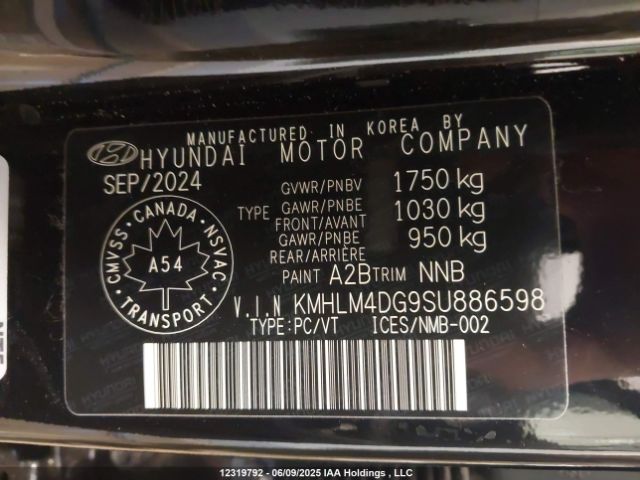 MANUFACTURED IN KOREA BY
HYUNDAI MOTOR COMPANY
SEP/2024
GVWR/PNBV 1750 kg
TYPE GAWR/PNBE FRONT/AVANT 1030 kg
GAWR/PNBE REAR/ARRIÈRE 950 kg
PAINT A2B TRIM NNB
CANADA
CMVSS NSVAC
A54
TRANSPORT
V.I.N KMHLM4DG9SU886598
TYPE:PC/VT ICES/NMB-002
12319792 - 06/09/2025 IAA Holdings , LLC